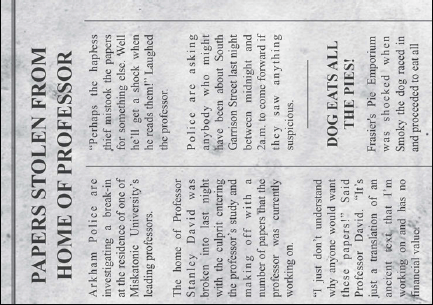 PAPERS STOLEN FROM
HOME OF PROFESSOR
Arkham Police are
investigating a break-in
at the residence of one of
Miskatonic University's
leading professors.
The home of Professor
Stanley David was
broken into last night
with the culprit entering
the professor's study and
making off with a
number of papers that the
professor was currently
working on.
"I just don't understand
why anyone would want
these papers!" Said
Professor David. "It's
just a translation of an
ancient text that I'm
working on and has no
financial value"
"Perhaps the hapless
thief mistook the papers
for something else. Well
he'll get a shock when
he reads them!" Laughed
the professor.
Police are asking
anybody who might
have been about South
Garrison Street last night
between midnight and
2a.m. to come forward if
they saw anything
suspicious.
DOG EATS ALL
THE PIES!
Frasier's Pie Emporium
was shocked when
Smoky the dog raced in
and proceeded to eat all